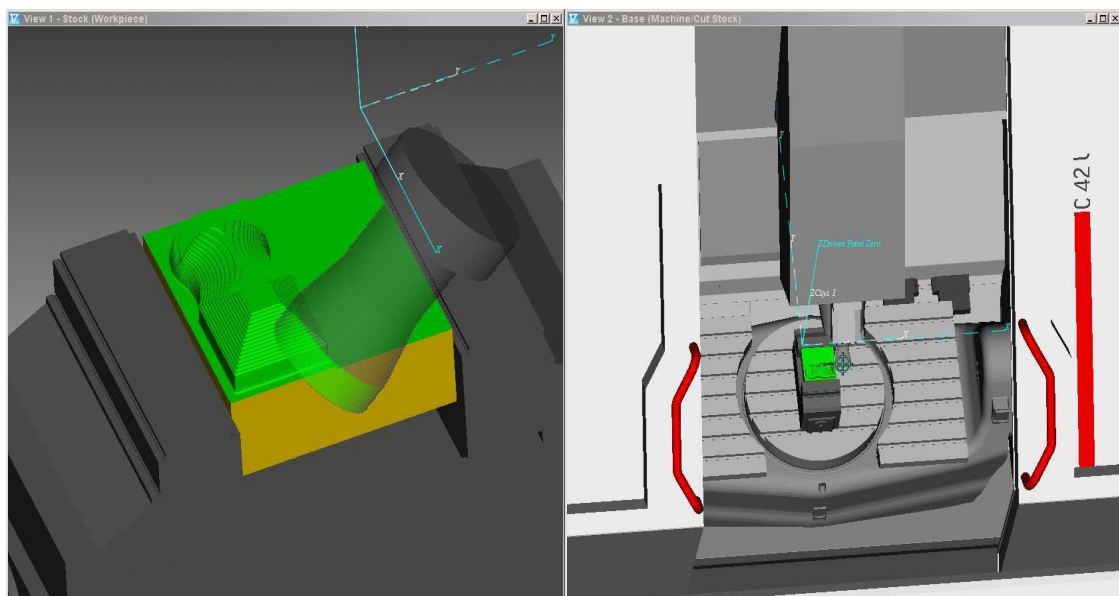 View 1 - Stock (Workpiece)
View 2 - Base (Machine/Cut Stock)
Y
Y
X
X
Y
Y
ZDriven Point Zero
ZCsys 1
X
Y
C 42 U